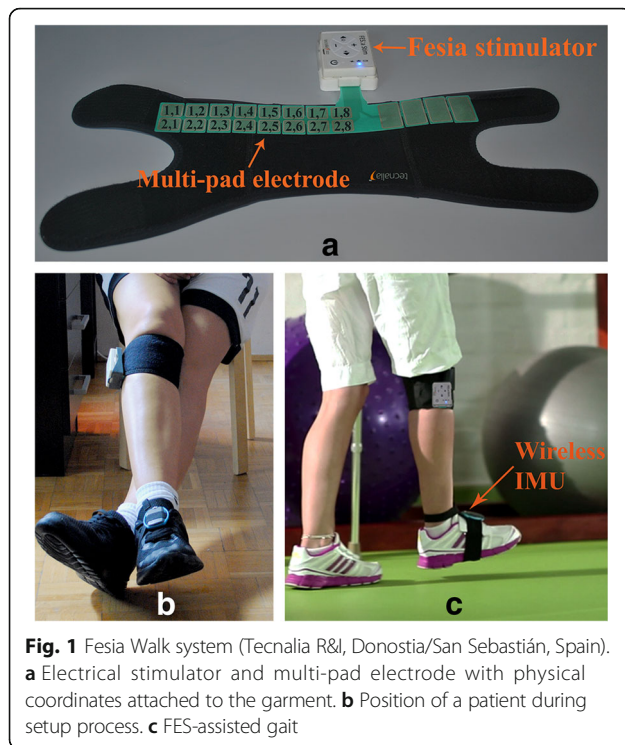 Fesia stimulator
1,1 1,2 1,3 1,4 1,5 1,6 1,7 1,8
2,1 2,2 2,3 2,4 2,5 2,6 2,7 2,8
Multi-pad electrode
tecnalia
a
Wireless
IMU
b
c
Fig. 1 Fesia Walk system (Tecnalia R&I, Donostia/San Sebastián, Spain).
a Electrical stimulator and multi-pad electrode with physical
coordinates attached to the garment. b Position of a patient during
setup process. c FES-assisted gait